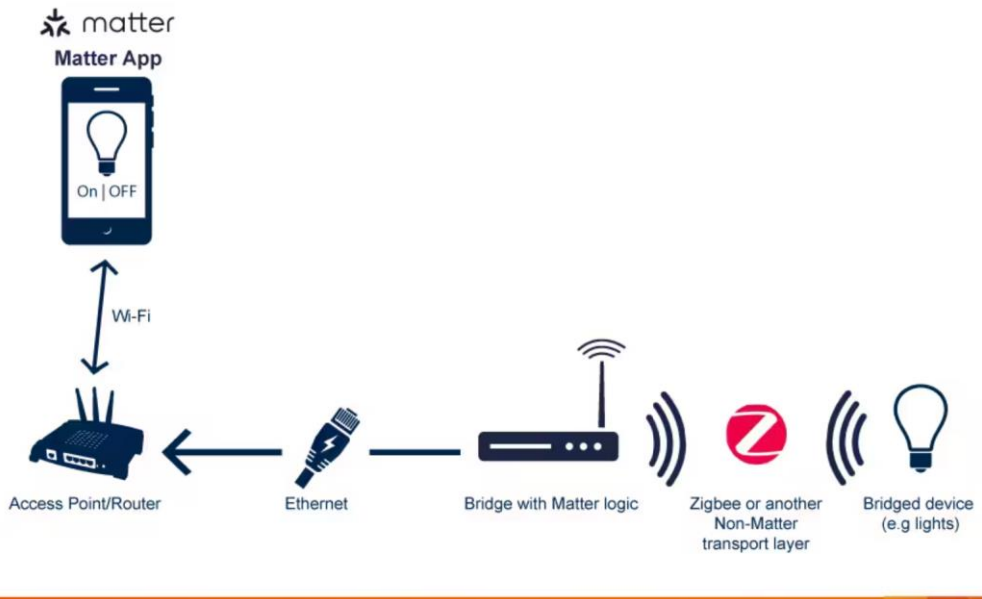 matter
Matter App
On | OFF
Wi-Fi
Access Point/Router
Ethernet
Bridge with Matter logic
Zigbee or another
Non-Matter
transport layer
Bridged device
(e.g lights)